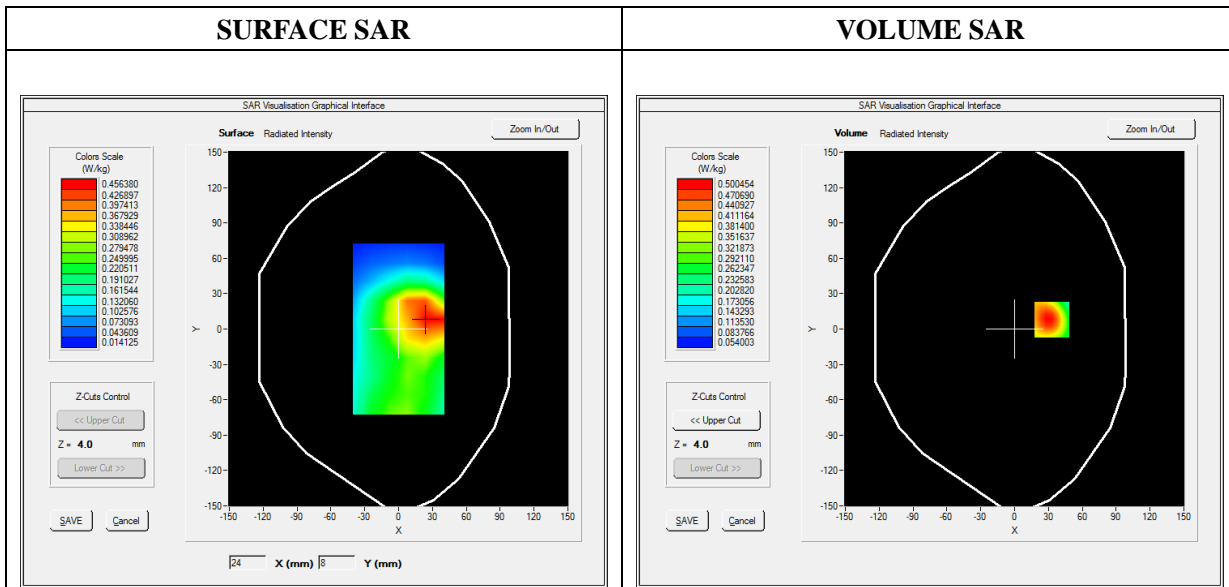 SURFACE SAR
VOLUME SAR
SAR Visualisation Graphical Interface
Surface Radiated Intensity
Zoom In/Out
Colors Scale
(W/kg)
0.456380
0.426897
0.397413
0.367929
0.338446
0.308962
0.279478
0.249995
0.220511
0.191027
0.161544
0.132060
0.102576
0.073093
0.043609
0.014125
Z-Cuts Control
<< Upper Cut
Z = 4.0 mm
Lower Cut >>
SAVE Cancel
150
120
90
60
30
0
-30
-60
-90
-120
-150
Y
-150 -120 -90 -60 -30 0 30 60 90 120 150
X
24 X (mm) 8 Y (mm)
SAR Visualisation Graphical Interface
Volume Radiated Intensity
Zoom In/Out
Colors Scale
(W/kg)
0.500454
0.470690
0.440927
0.411164
0.381400
0.351637
0.321873
0.292110
0.262347
0.232583
0.202820
0.173056
0.143293
0.113530
0.083766
0.054003
Z-Cuts Control
<< Upper Cut
Z = 4.0 mm
Lower Cut >>
SAVE Cancel
150
120
90
60
30
0
-30
-60
-90
-120
-150
Y
-150 -120 -90 -60 -30 0 30 60 90 120 150
X